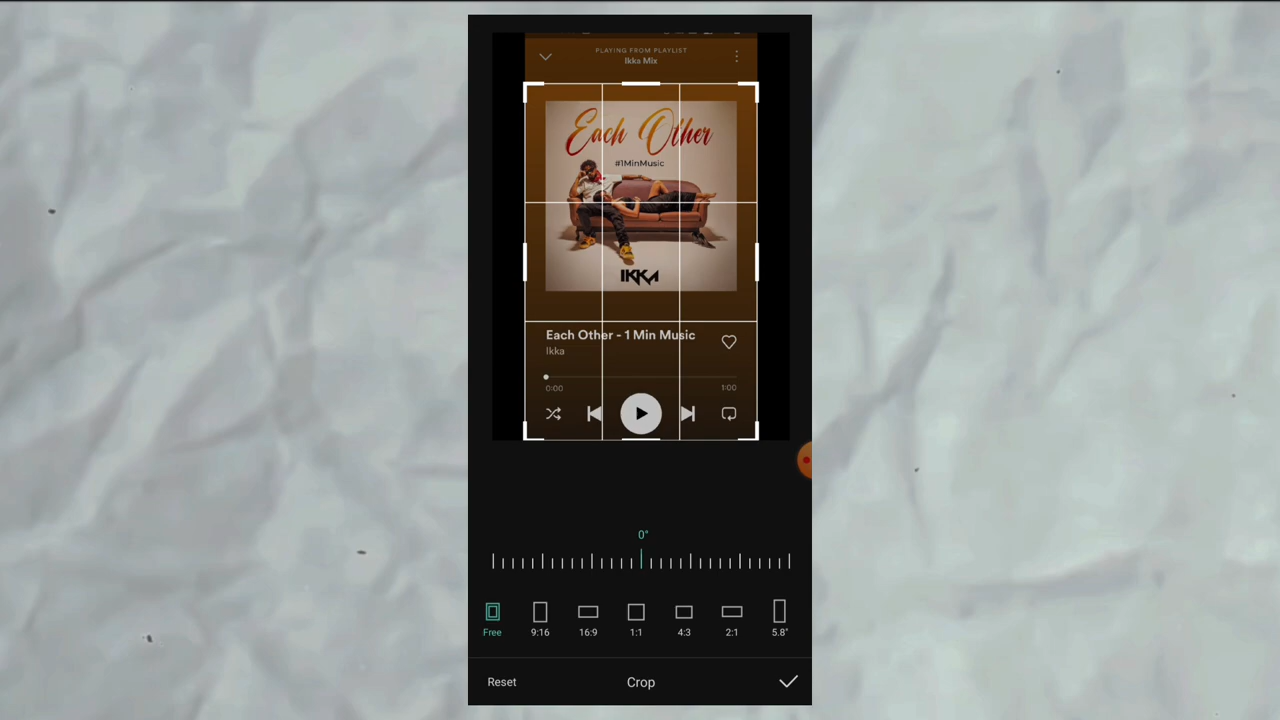 PLAYING FROM PLAYLIST
Ikka Mix
Each Other
#1MinMusic
IKKA
Each Other - 1 Min Music
Ikka
0:00
1:00
0°
Free
9:16
16:9
1:1
4:3
2:1
5.8"
Reset
Crop